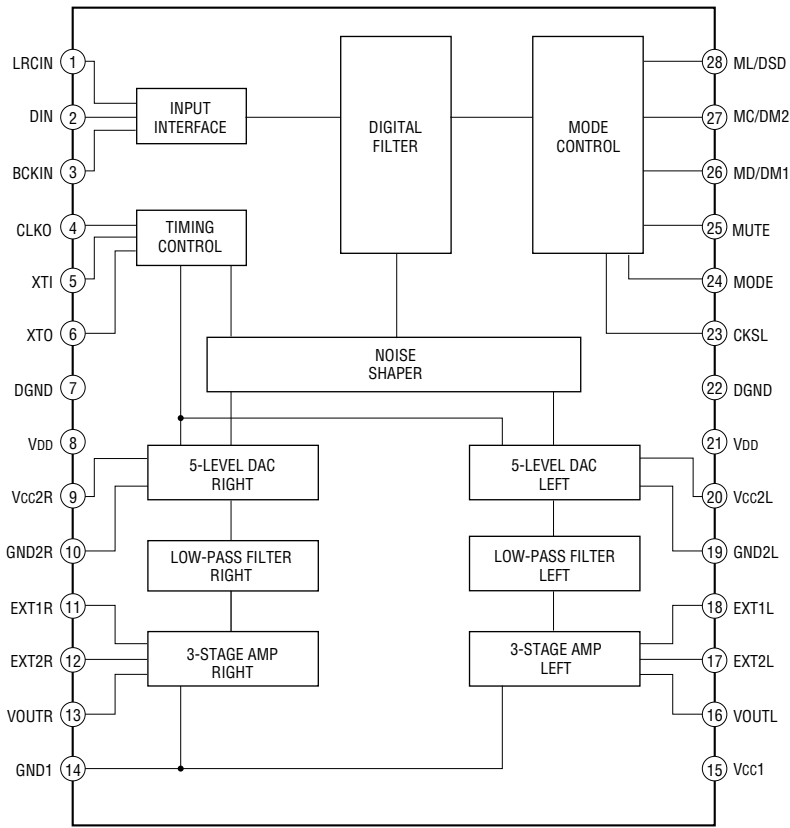 LRCIN 1
DIN 2
BCKIN 3
CLKO 4
XTI 5
XTO 6
DGND 7
VDD 8
VCC2R 9
GND2R 10
EXT1R 11
EXT2R 12
VOUTR 13
GND1 14
INPUT
INTERFACE
TIMING
CONTROL
DIGITAL
FILTER
MODE
CONTROL
NOISE
SHAPER
5-LEVEL DAC
RIGHT
LOW-PASS FILTER
RIGHT
3-STAGE AMP
RIGHT
5-LEVEL DAC
LEFT
LOW-PASS FILTER
LEFT
3-STAGE AMP
LEFT
28 ML/DSD
27 MC/DM2
26 MD/DM1
25 MUTE
24 MODE
23 CKSL
22 DGND
21 VDD
20 VCC2L
19 GND2L
18 EXT1L
17 EXT2L
16 VOUTL
15 VCC1